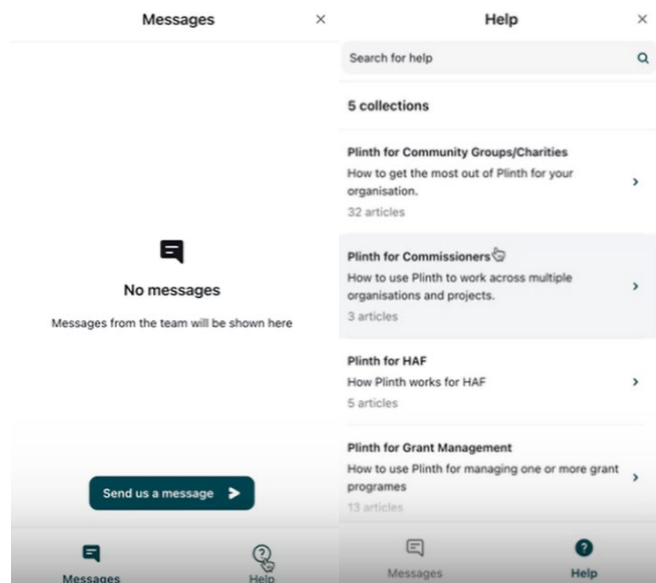 Messages
No messages
Messages from the team will be shown here
Send us a message
Messages
Help
Help
Search for help
5 collections
Plinth for Community Groups/Charities
How to get the most out of Plinth for your
organisation.
32 articles
Plinth for Commissioners
How to use Plinth to work across multiple
organisations and projects.
3 articles
Plinth for HAF
How Plinth works for HAF
5 articles
Plinth for Grant Management
How to use Plinth for managing one or more grant
programes
13 articles
Messages
Help